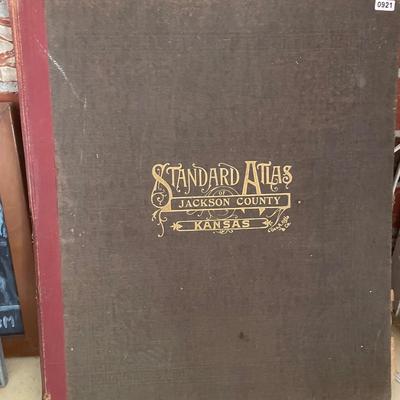 0921
STANDARD ATLAS
OF
JACKSON COUNTY
KANSAS